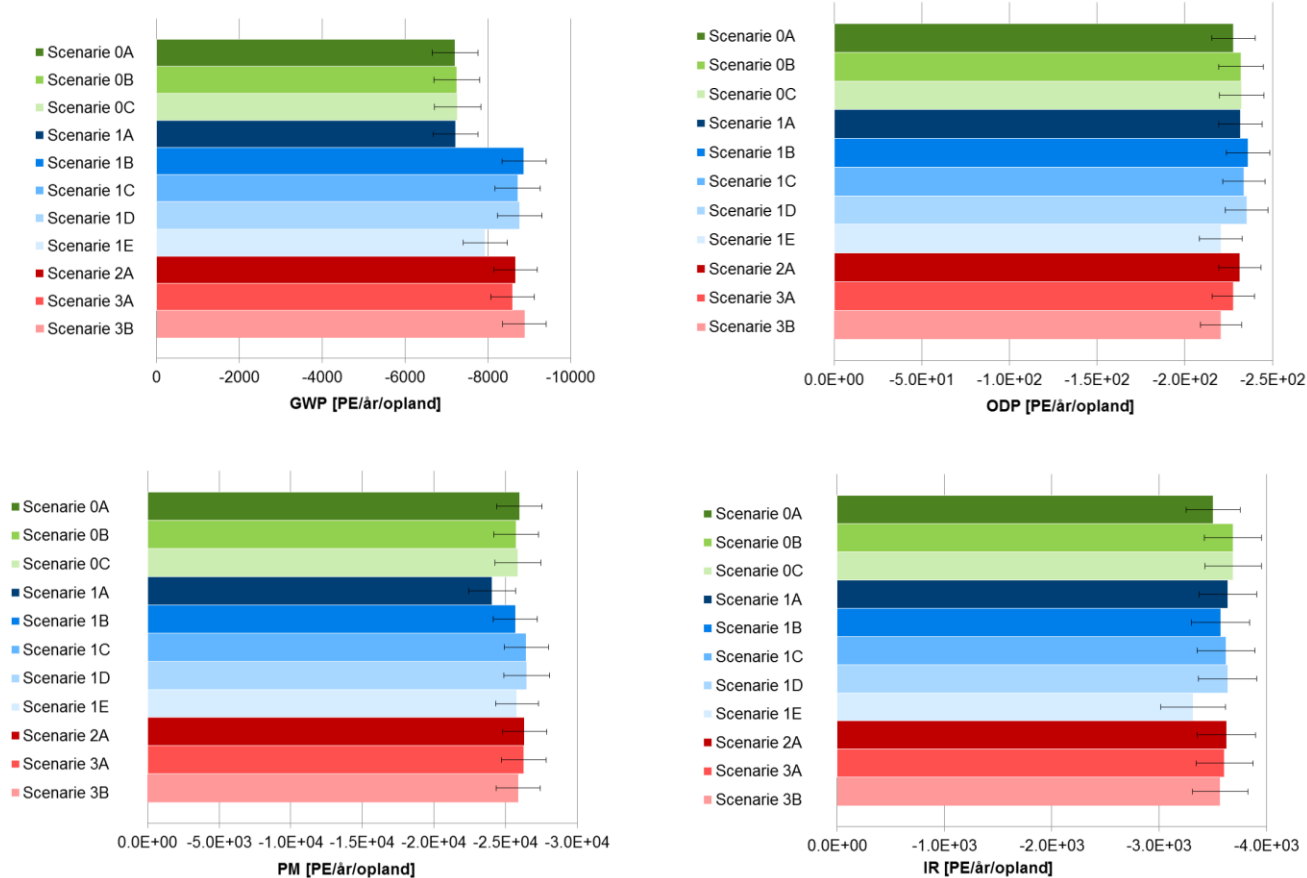 Scenarie 0A
Scenarie 0B
Scenarie 0C
Scenarie 1A
Scenarie 1B
Scenarie 1C
Scenarie 1D
Scenarie 1E
Scenarie 2A
Scenarie 3A
Scenarie 3B
0 -2000 -4000 -6000 -8000 -10000
GWP [PE/år/opland]
Scenarie 0A
Scenarie 0B
Scenarie 0C
Scenarie 1A
Scenarie 1B
Scenarie 1C
Scenarie 1D
Scenarie 1E
Scenarie 2A
Scenarie 3A
Scenarie 3B
0.0E+00 -5.0E+01 -1.0E+02 -1.5E+02 -2.0E+02 -2.5E+02
ODP [PE/år/opland]
Scenarie 0A
Scenarie 0B
Scenarie 0C
Scenarie 1A
Scenarie 1B
Scenarie 1C
Scenarie 1D
Scenarie 1E
Scenarie 2A
Scenarie 3A
Scenarie 3B
0.0E+00 -5.0E+03 -1.0E+04 -1.5E+04 -2.0E+04 -2.5E+04 -3.0E+04
PM [PE/år/opland]
Scenarie 0A
Scenarie 0B
Scenarie 0C
Scenarie 1A
Scenarie 1B
Scenarie 1C
Scenarie 1D
Scenarie 1E
Scenarie 2A
Scenarie 3A
Scenarie 3B
0.0E+00 -1.0E+03 -2.0E+03 -3.0E+03 -4.0E+03
IR [PE/år/opland]